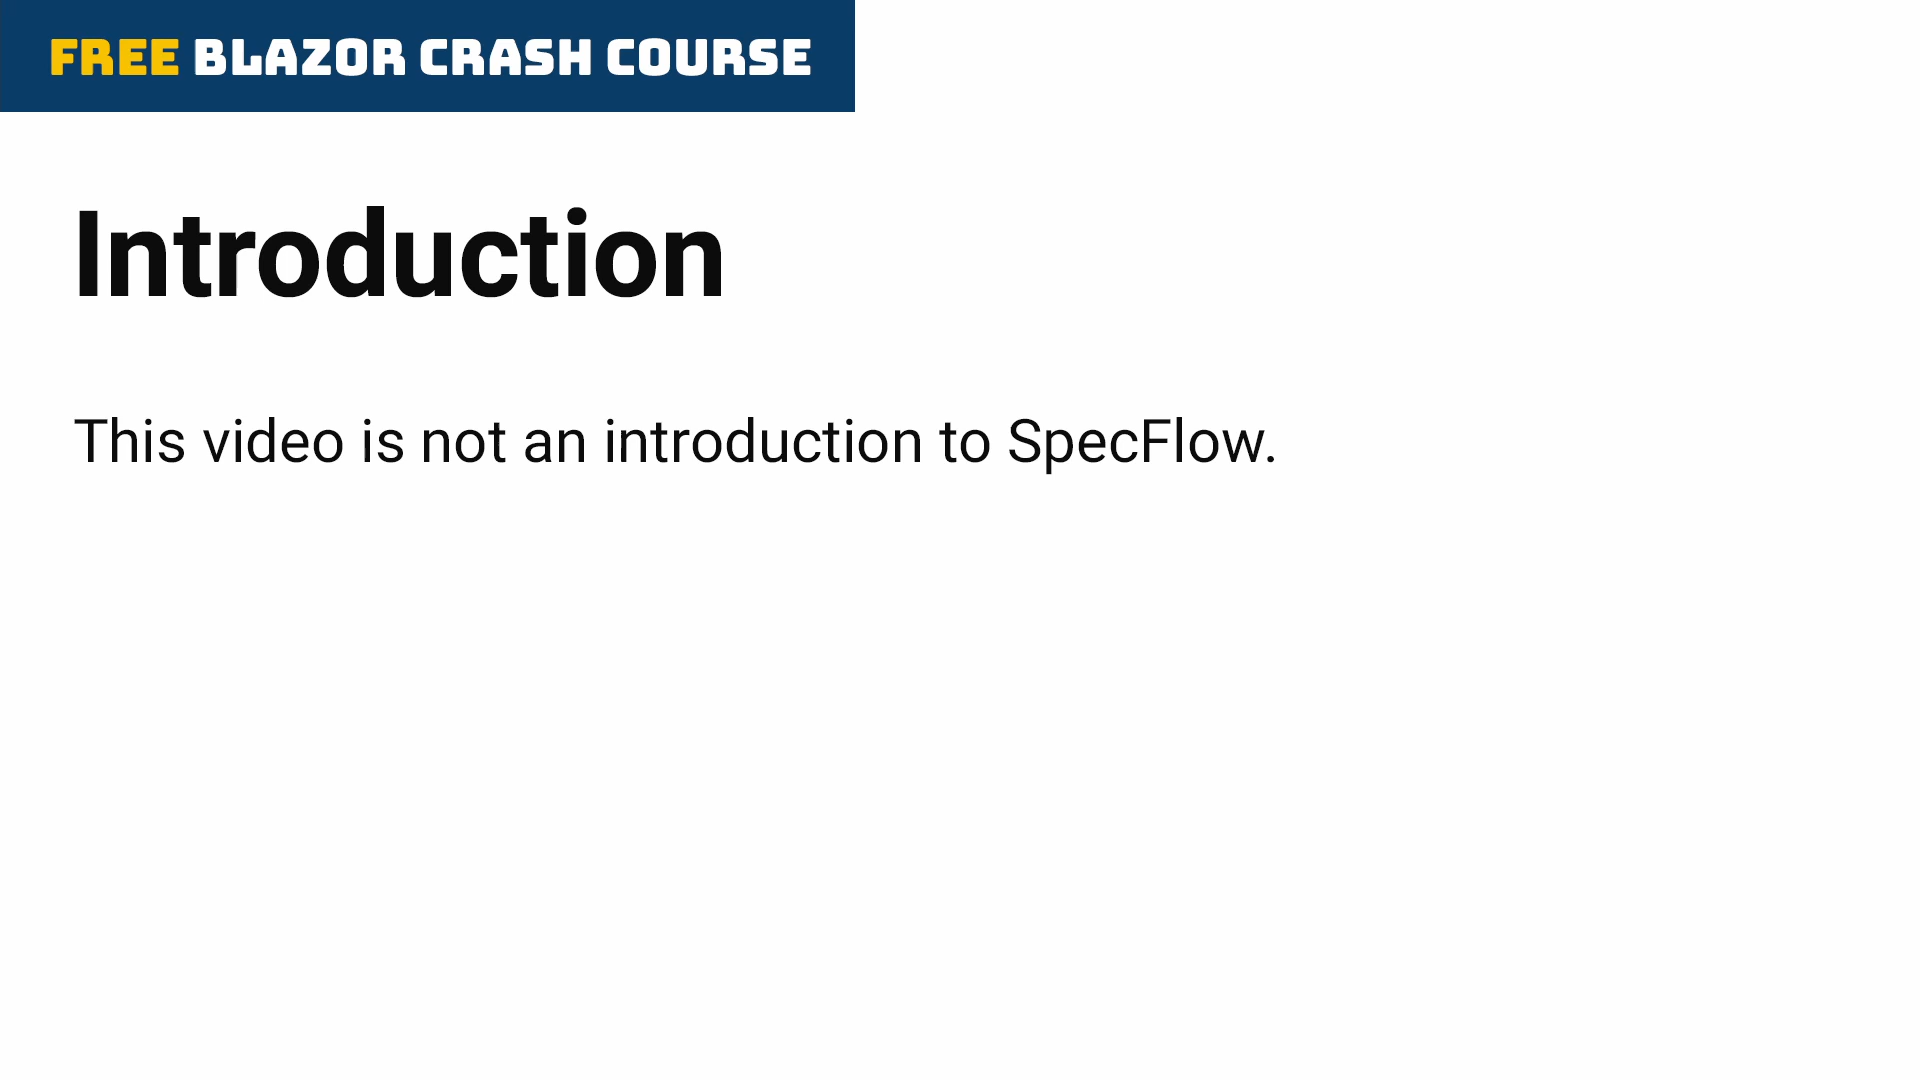 FREE BLAZOR CRASH COURSE
Introduction
This video is not an introduction to SpecFlow.